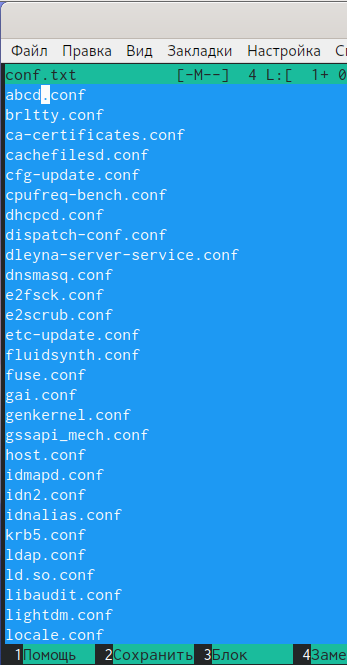 Файл Правка Вид Закладки Настройка
conf.txt [-M--] 4 L:[ 1+ 0
abcd.conf
brltty.conf
ca-certificates.conf
cachefilesd.conf
cfg-update.conf
cpufreq-bench.conf
dhcpcd.conf
dispatch-conf.conf
dleyna-server-service.conf
dnsmasq.conf
e2fsck.conf
e2scrub.conf
etc-update.conf
fluidsynth.conf
fuse.conf
gai.conf
genkernel.conf
gssapi_mech.conf
host.conf
idmapd.conf
idn2.conf
idnalias.conf
krb5.conf
ldap.conf
ld.so.conf
libaudit.conf
lightdm.conf
locale.conf
1Помощь 2Сохранить 3Блок 4Заме